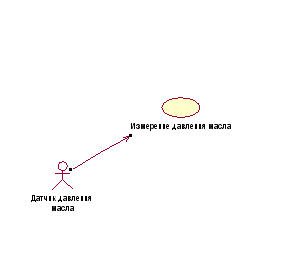 Измерение давления масла
Датчик давления
масла